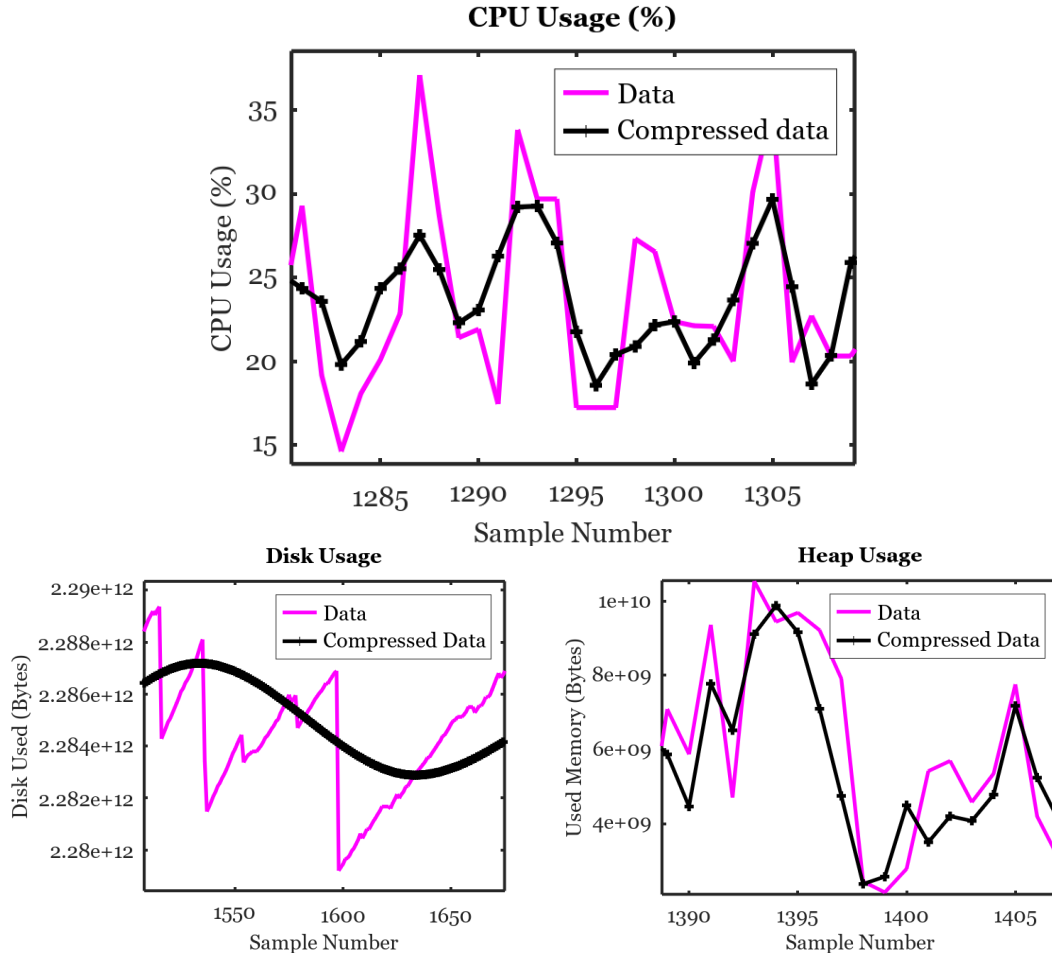 CPU Usage (%)
35
30
25
20
15
CPU Usage (%)
Data
Compressed data
1285 1290 1295 1300 1305
Sample Number
Disk Usage
2.29e+12
2.288e+12
2.286e+12
2.284e+12
2.282e+12
2.28e+12
Disk Used (Bytes)
Data
Compressed Data
1550 1600 1650
Sample Number
Heap Usage
1e+10
8e+09
6e+09
4e+09
Used Memory (Bytes)
Data
Compressed Data
1390 1395 1400 1405
Sample Number